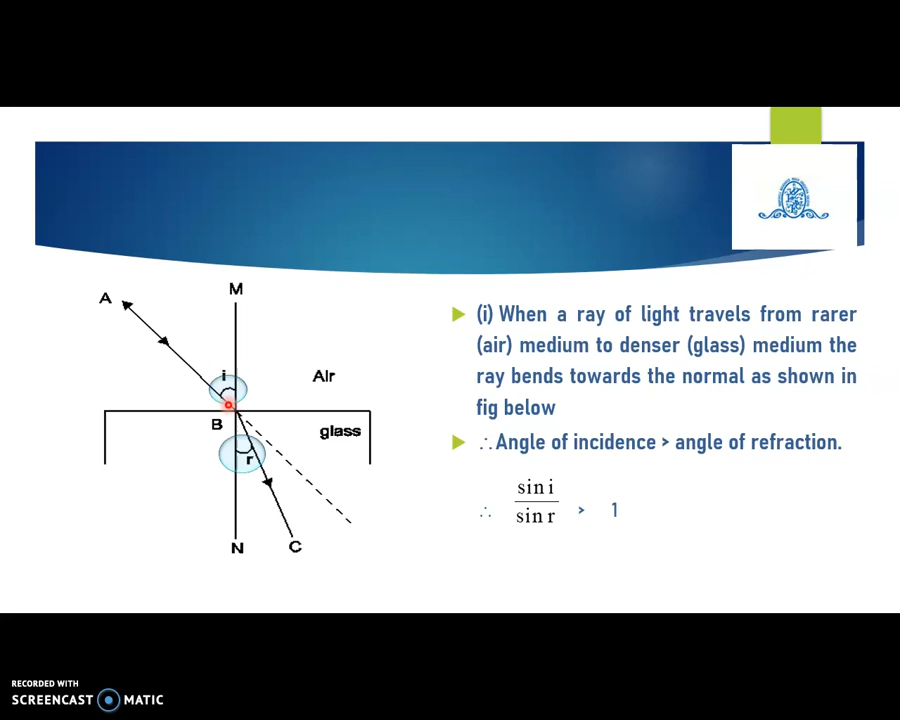 M
A
i
AIr
B
glass
r
N
C
(i) When a ray of light travels from rarer
(air) medium to denser (glass) medium the
ray bends towards the normal as shown in
fig below
∴ Angle of incidence > angle of refraction.
∴ sin i / sin r > 1
RECORDED WITH
SCREENCAST MATIC